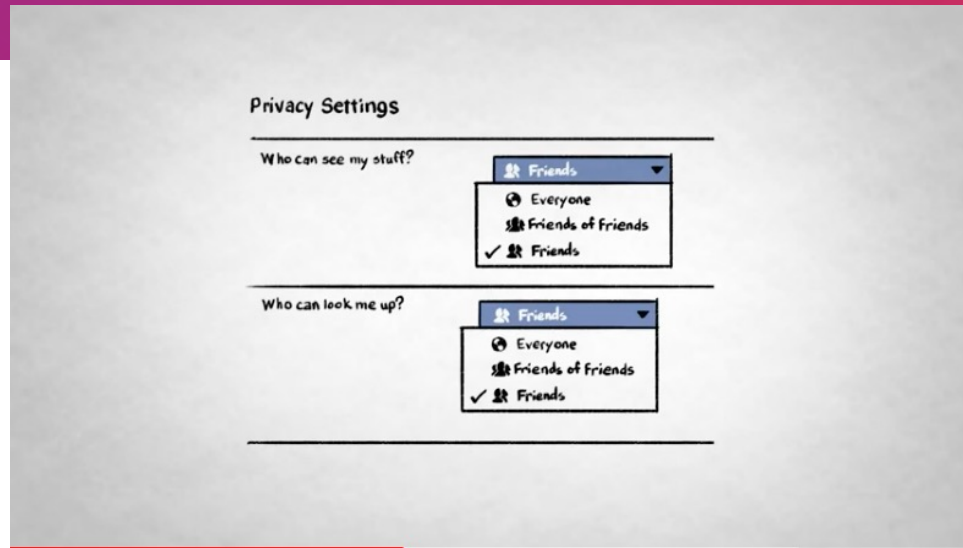 Privacy Settings
Who can see my stuff?
Friends
Everyone
Friends of Friends
Friends
Who can look me up?
Friends
Everyone
Friends of Friends
Friends